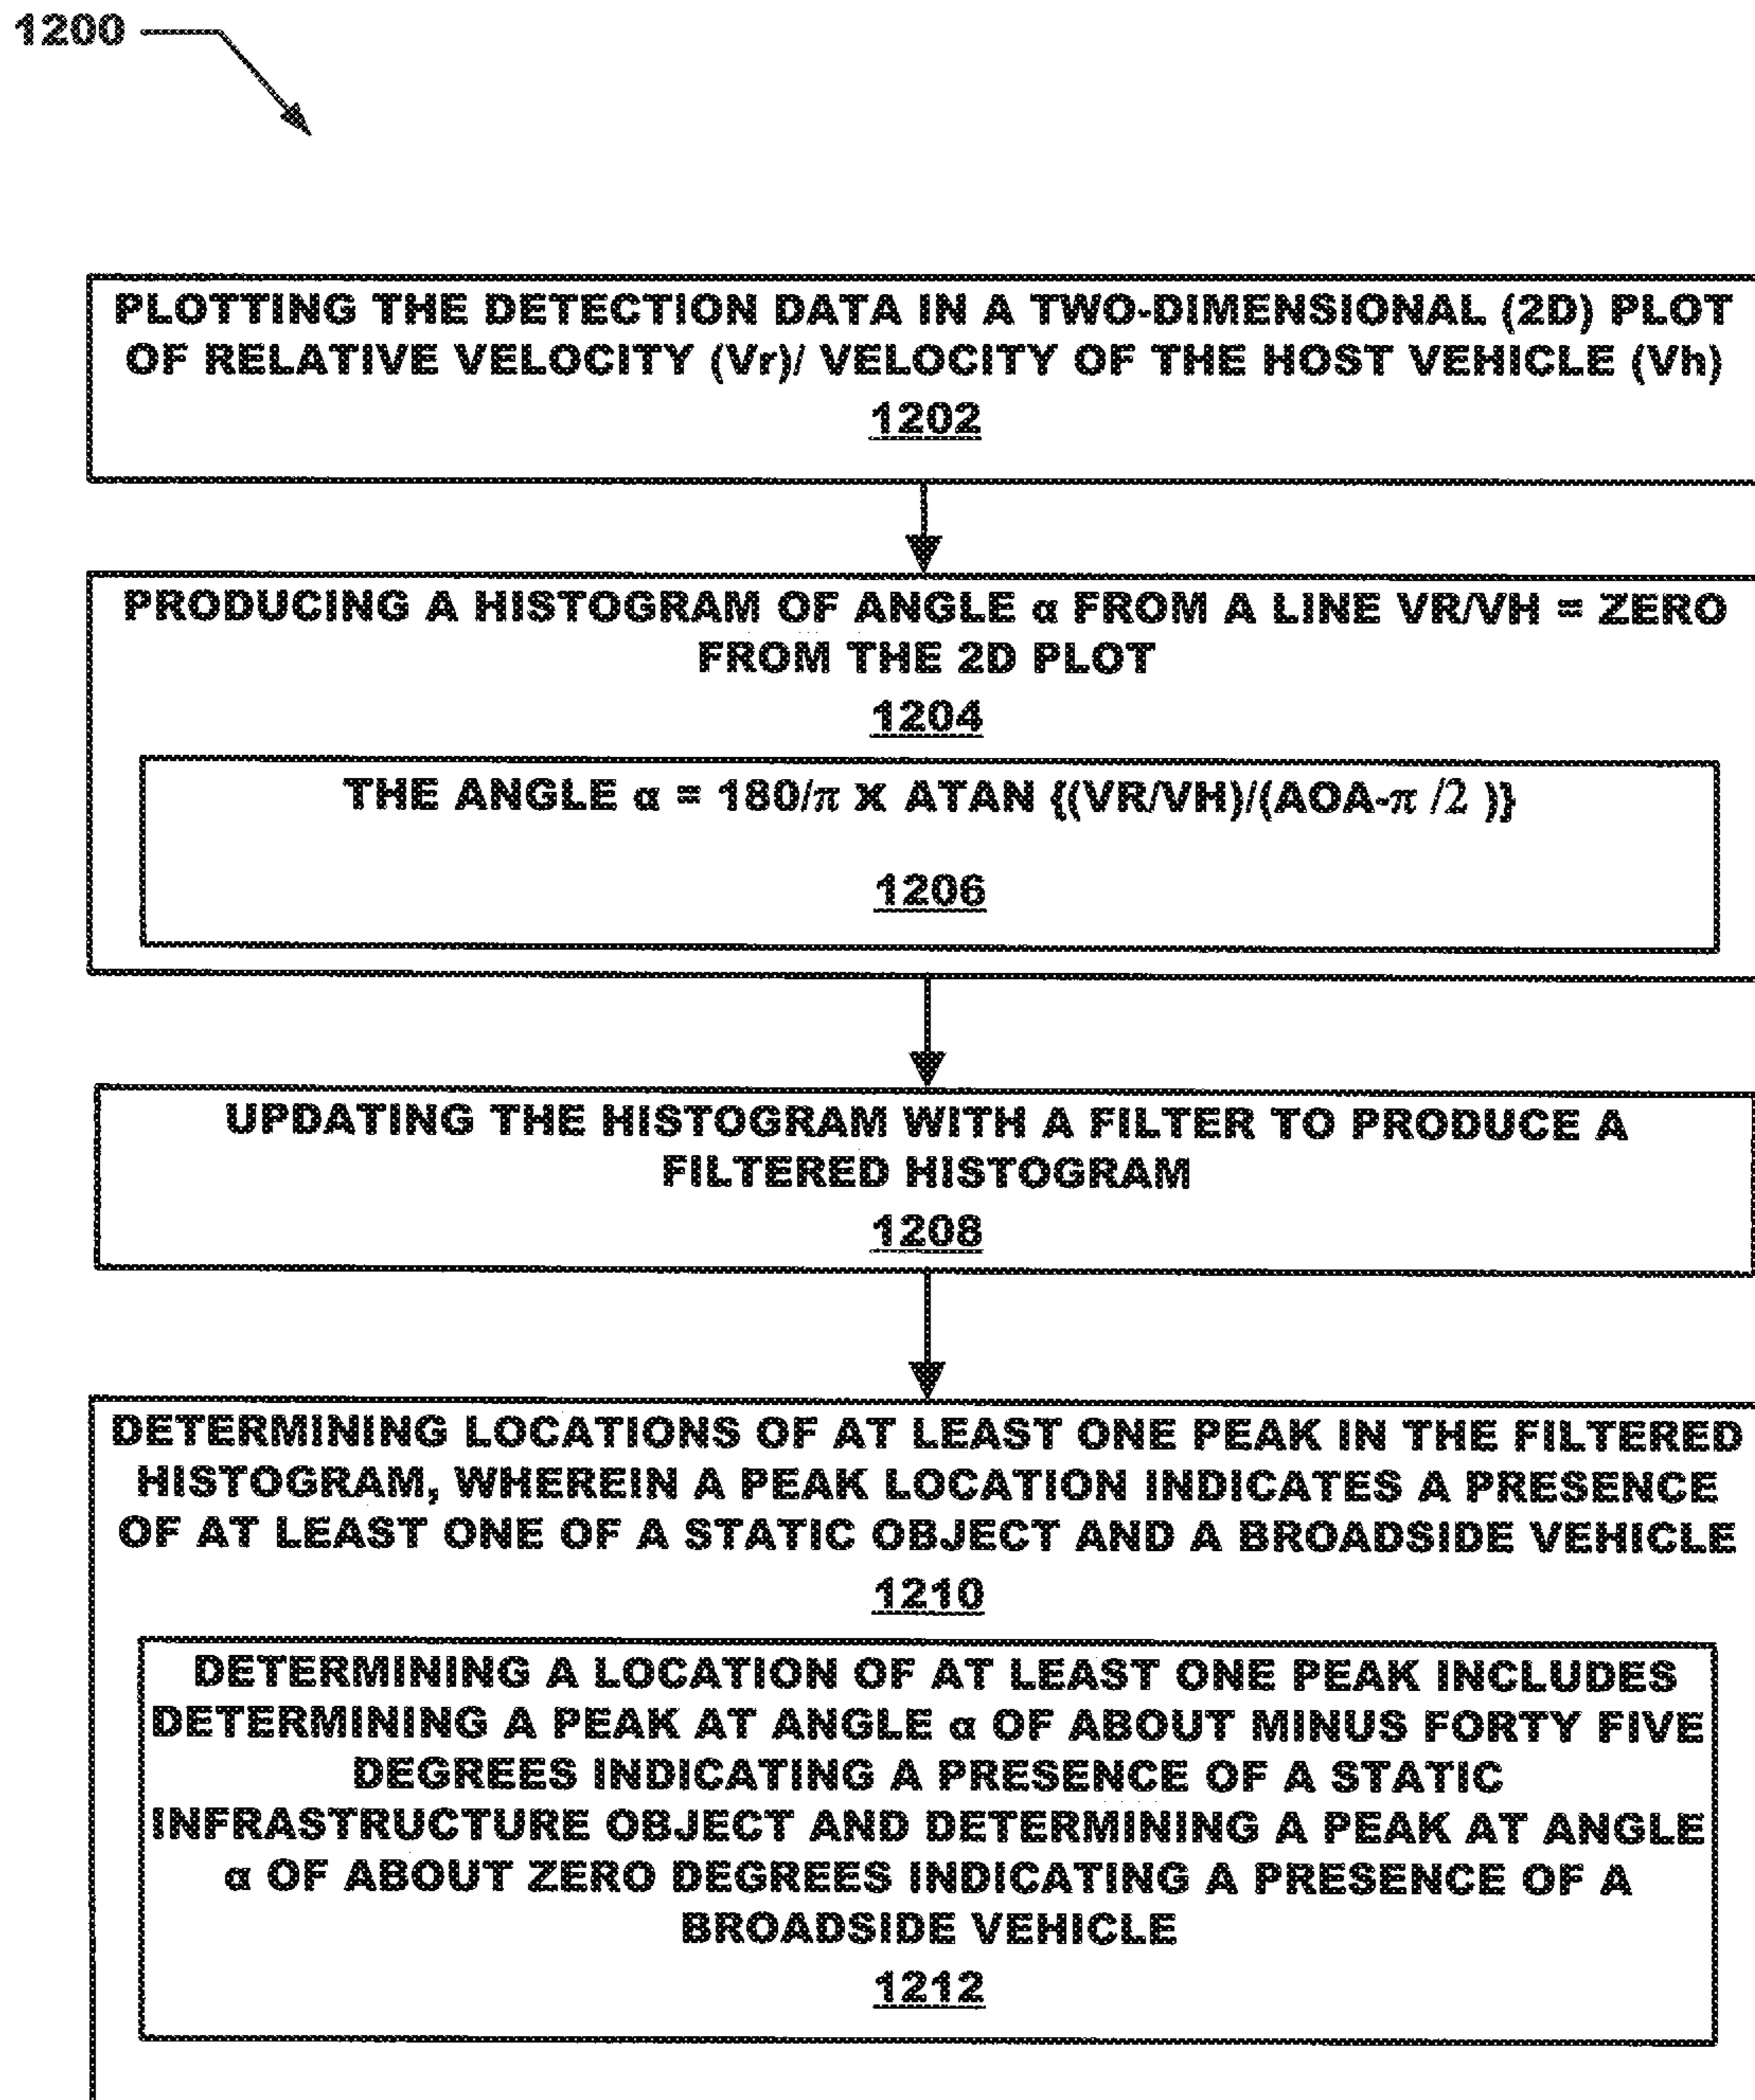 1200
PLOTTING THE DETECTION DATA IN A TWO-DIMENSIONAL (2D) PLOT
OF RELATIVE VELOCITY (Vr)/ VELOCITY OF THE HOST VEHICLE (Vh)
1202
PRODUCING A HISTOGRAM OF ANGLE α FROM A LINE VR/VH = ZERO
FROM THE 2D PLOT
1204
THE ANGLE α = 180/π X ATAN {(VR/VH)/(AOA-π /2 )}
1206
UPDATING THE HISTOGRAM WITH A FILTER TO PRODUCE A
FILTERED HISTOGRAM
1208
DETERMINING LOCATIONS OF AT LEAST ONE PEAK IN THE FILTERED
HISTOGRAM, WHEREIN A PEAK LOCATION INDICATES A PRESENCE
OF AT LEAST ONE OF A STATIC OBJECT AND A BROADSIDE VEHICLE
1210
DETERMINING A LOCATION OF AT LEAST ONE PEAK INCLUDES
DETERMINING A PEAK AT ANGLE α OF ABOUT MINUS FORTY FIVE
DEGREES INDICATING A PRESENCE OF A STATIC
INFRASTRUCTURE OBJECT AND DETERMINING A PEAK AT ANGLE
α OF ABOUT ZERO DEGREES INDICATING A PRESENCE OF A
BROADSIDE VEHICLE
1212